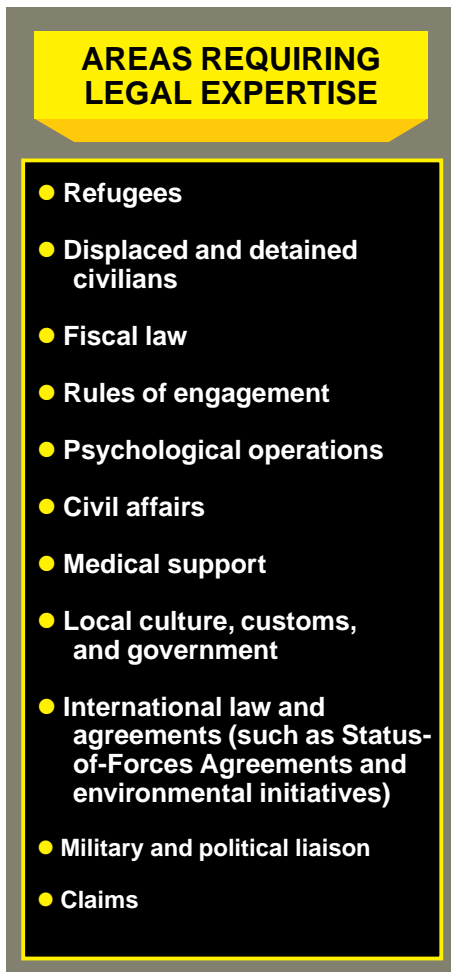 AREAS REQUIRING
LEGAL EXPERTISE
● Refugees
● Displaced and detained
civilians
● Fiscal law
● Rules of engagement
● Psychological operations
● Civil affairs
● Medical support
● Local culture, customs,
and government
● International law and
agreements (such as Status-
of-Forces Agreements and
environmental initiatives)
● Military and political liaison
● Claims